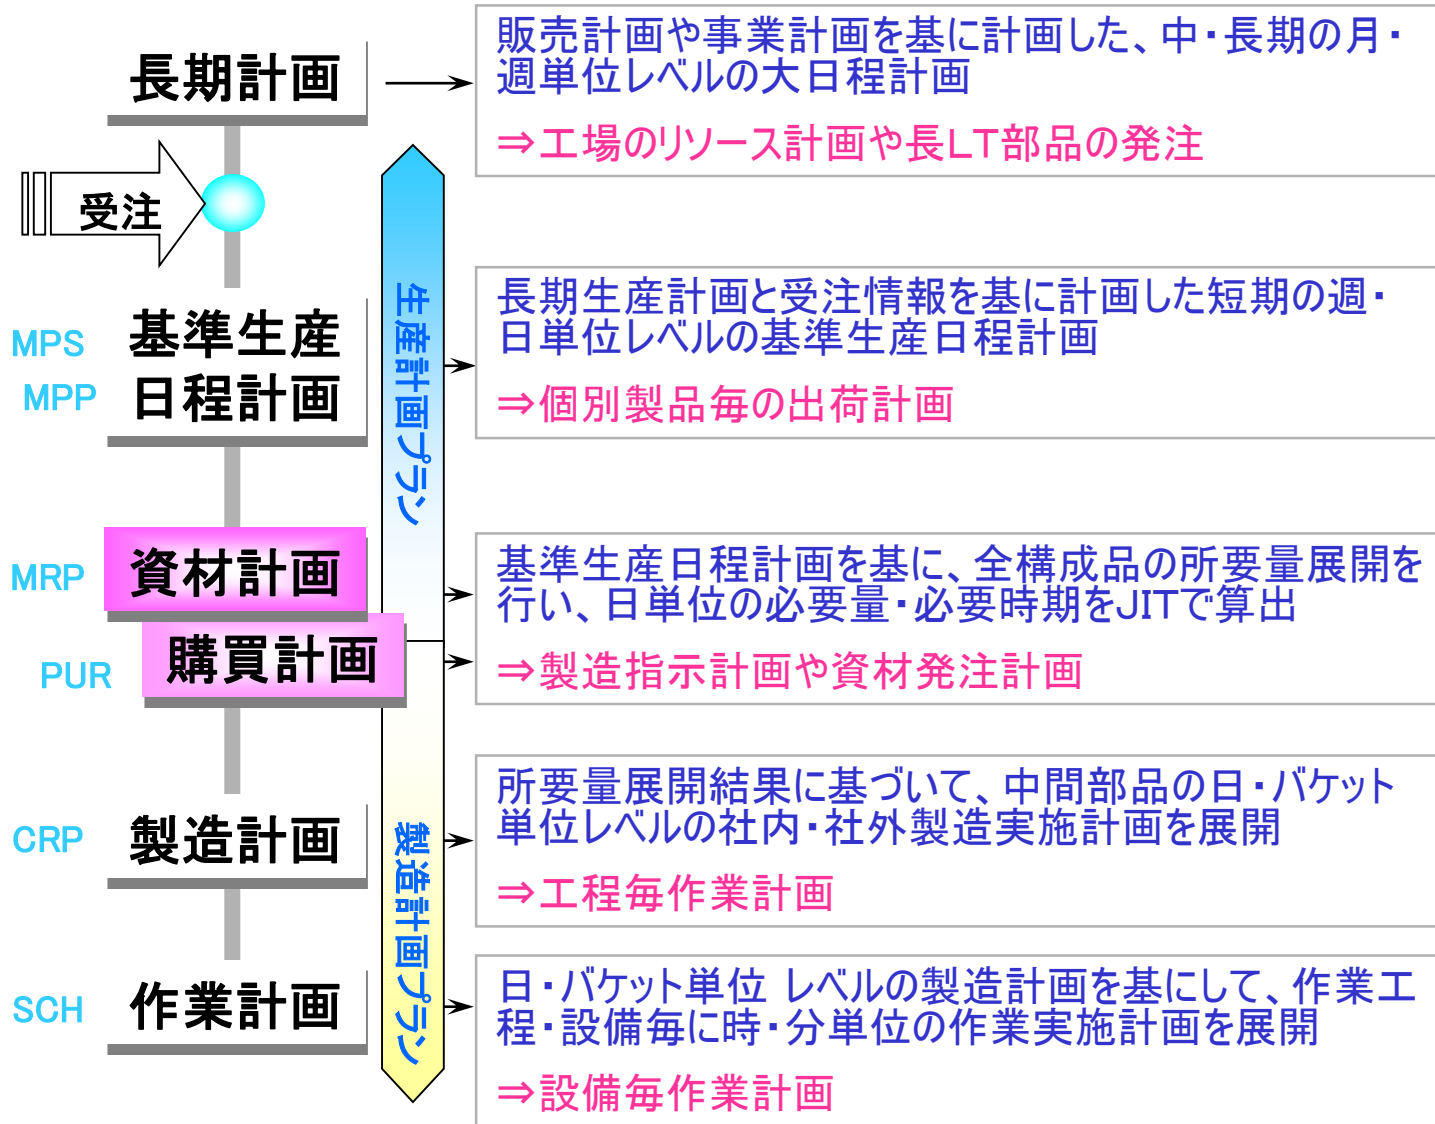 長期計画
販売計画や事業計画を基に計画した、中・長期の月・
週単位レベルの大日程計画
⇒工場のリソース計画や長LT部品の発注
受注
生産計画プラン
MPS
MPP
基準生産
日程計画
長期生産計画と受注情報を基に計画した短期の週・
日単位レベルの基準生産日程計画
⇒個別製品毎の出荷計画
MRP
資材計画
PUR
購買計画
基準生産日程計画を基に、全構成品の所要量展開を
行い、日単位の必要量・必要時期をJITで算出
⇒製造指示計画や資材発注計画
製造計画プラン
CRP
製造計画
所要量展開結果に基づいて、中間部品の日・バケット
単位レベルの社内・社外製造実施計画を展開
⇒工程毎作業計画
SCH
作業計画
日・バケット単位 レベルの製造計画を基にして、作業工
程・設備毎に時・分単位の作業実施計画を展開
⇒設備毎作業計画